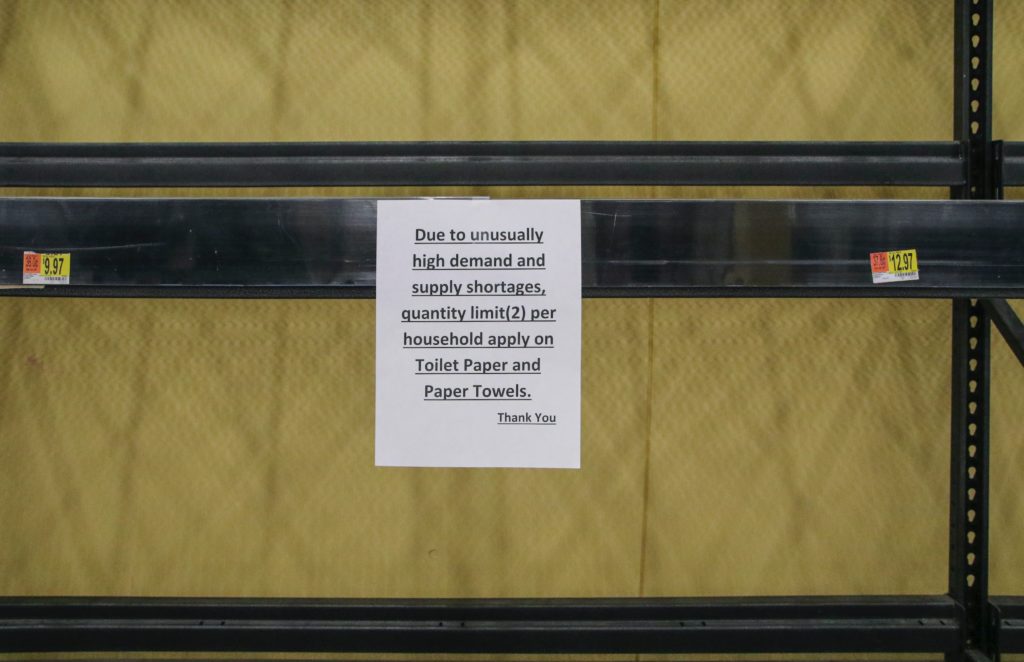 Due to unusually
high demand and
supply shortages,
quantity limit(2) per
household apply on
Toilet Paper and
Paper Towels.
Thank You
9.97
12.97